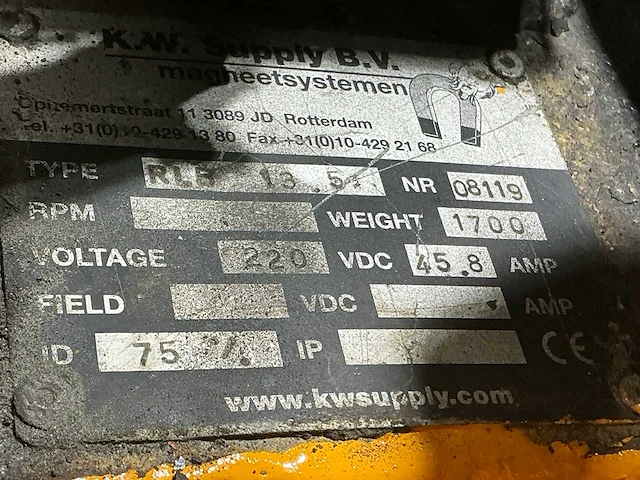 K.W. Supply B.V.
magneetsystemen
11 3089 JD Rotterdam
Tel. +31(0)10-429 13 80 Fax +31(0)10-429 21 68
TYPE 13.5 NR 08119
RPM WEIGHT 1700
VOLTAGE 220 VDC 45.8 AMP
FIELD VDC AMP
ID 75 % IP CE
www.kwsupply.com